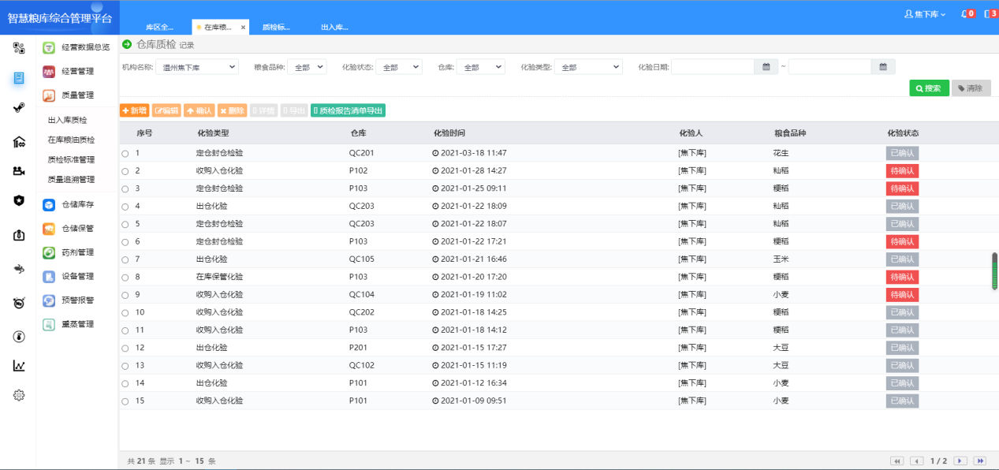 智慧粮库综合管理平台
库区全...
在库粮...
质检标...
出入库...
焦下库
0
3
经营数据总览
经营管理
质量管理
出入库质检
在库粮油质检
质检标准管理
质量追溯管理
仓储库存
仓储保管
药剂管理
设备管理
预警报警
熏蒸管理
仓库质检 记录
机构名称: 温州焦下库 粮食品种: 全部 化验状态: 全部 仓库: 全部 化验类型: 全部 化验日期: ~
搜索 清除
新增 编辑 确认 删除 详情 导出 质检报告清单导出
序号 化验类型 仓库 化验时间 化验人 粮食品种 化验状态
1 定仓封仓检验 QC201 2021-03-18 11:47 [焦下库] 花生 已确认
2 收购入仓化验 P102 2021-01-28 14:27 [焦下库] 籼稻 待确认
3 定仓封仓检验 P103 2021-01-25 09:11 [焦下库] 粳稻 待确认
4 出仓化验 QC203 2021-01-22 18:09 [焦下库] 籼稻 已确认
5 定仓封仓检验 QC203 2021-01-22 18:07 [焦下库] 籼稻 已确认
6 定仓封仓检验 P103 2021-01-22 17:21 [焦下库] 粳稻 待确认
7 出仓化验 QC105 2021-01-21 16:46 [焦下库] 玉米 已确认
8 在库保管化验 P103 2021-01-20 17:20 [焦下库] 粳稻 待确认
9 收购入仓化验 QC104 2021-01-19 11:02 [焦下库] 小麦 待确认
10 收购入仓化验 QC202 2021-01-18 14:25 [焦下库] 粳稻 已确认
11 收购入仓化验 P103 2021-01-18 14:12 [焦下库] 粳稻 已确认
12 出仓化验 P201 2021-01-15 17:27 [焦下库] 大豆 已确认
13 收购入仓化验 QC102 2021-01-15 11:19 [焦下库] 大豆 已确认
14 出仓化验 P101 2021-01-12 16:34 [焦下库] 小麦 已确认
15 收购入仓化验 P101 2021-01-09 09:51 [焦下库] 小麦 已确认
共 21 条 显示 1 ~ 15 条
1 / 2